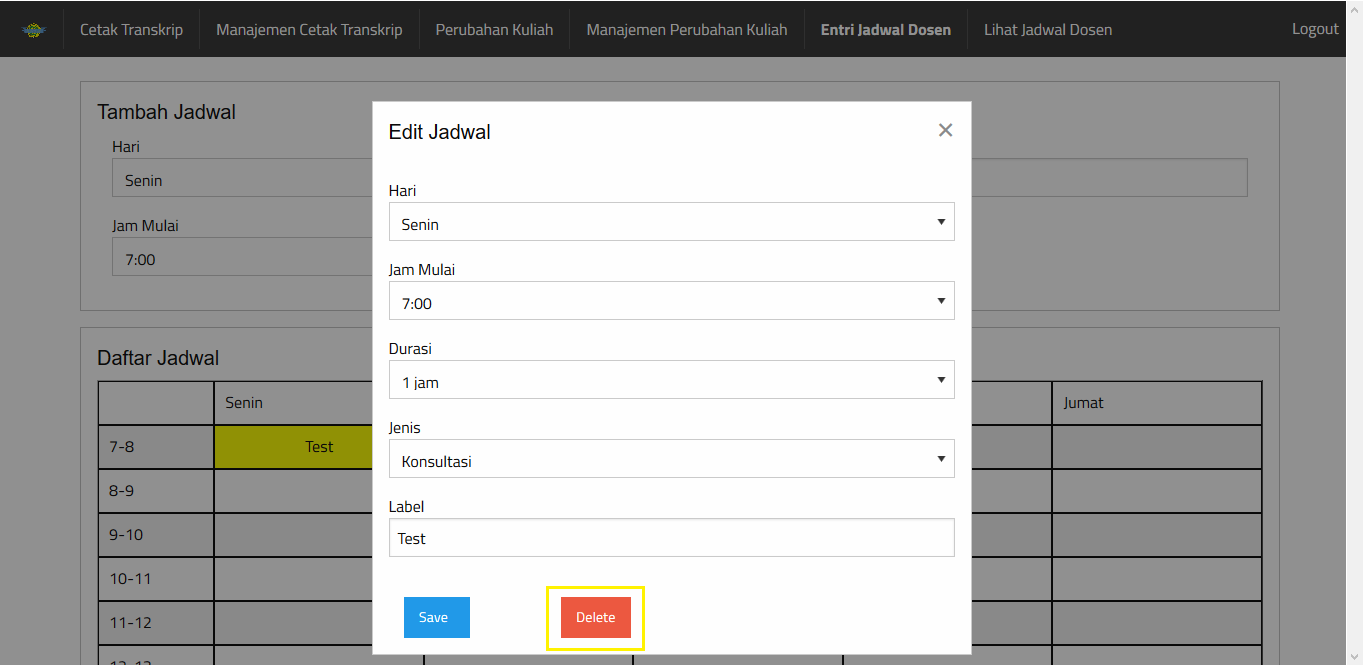 Cetak Transkrip Manajemen Cetak Transkrip Perubahan Kuliah Manajemen Perubahan Kuliah Entri Jadwal Dosen Lihat Jadwal Dosen Logout
Tambah Jadwal
Hari
Senin
Jam Mulai
7:00
Edit Jadwal
Hari
Senin
Jam Mulai
7:00
Durasi
1 jam
Jenis
Konsultasi
Label
Test
Save Delete
Daftar Jadwal
Senin Jumat
7-8 Test
8-9
9-10
10-11
11-12